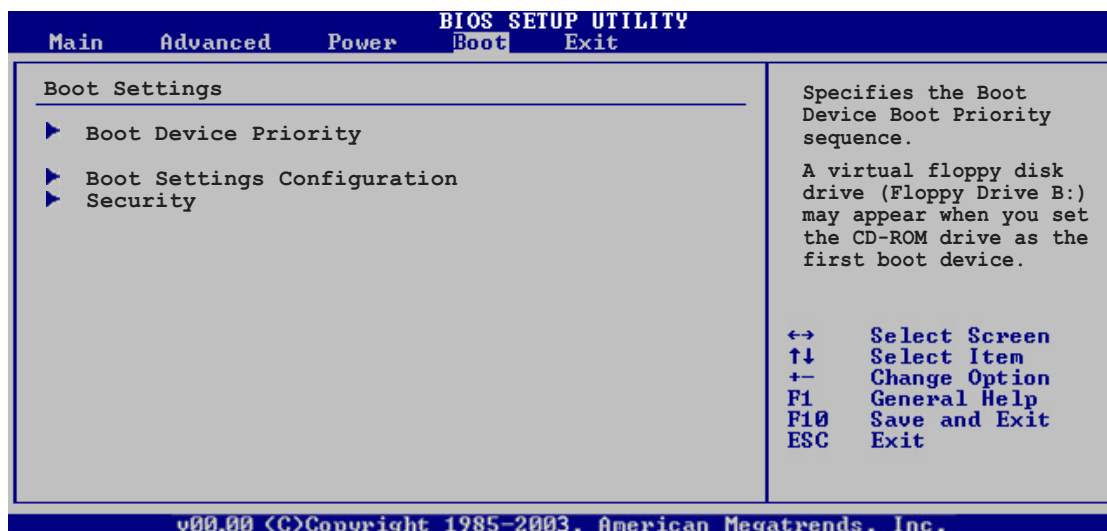 BIOS SETUP UTILITY
Main Advanced Power Boot Exit
Boot Settings
Boot Device Priority
Boot Settings Configuration
Security
Specifies the Boot
Device Boot Priority
sequence.
A virtual floppy disk
drive (Floppy Drive B:)
may appear when you set
the CD-ROM drive as the
first boot device.
←→ Select Screen
↑↓ Select Item
+- Change Option
F1 General Help
F10 Save and Exit
ESC Exit
v00.00 (C)Copyright 1985-2003, American Megatrends, Inc.